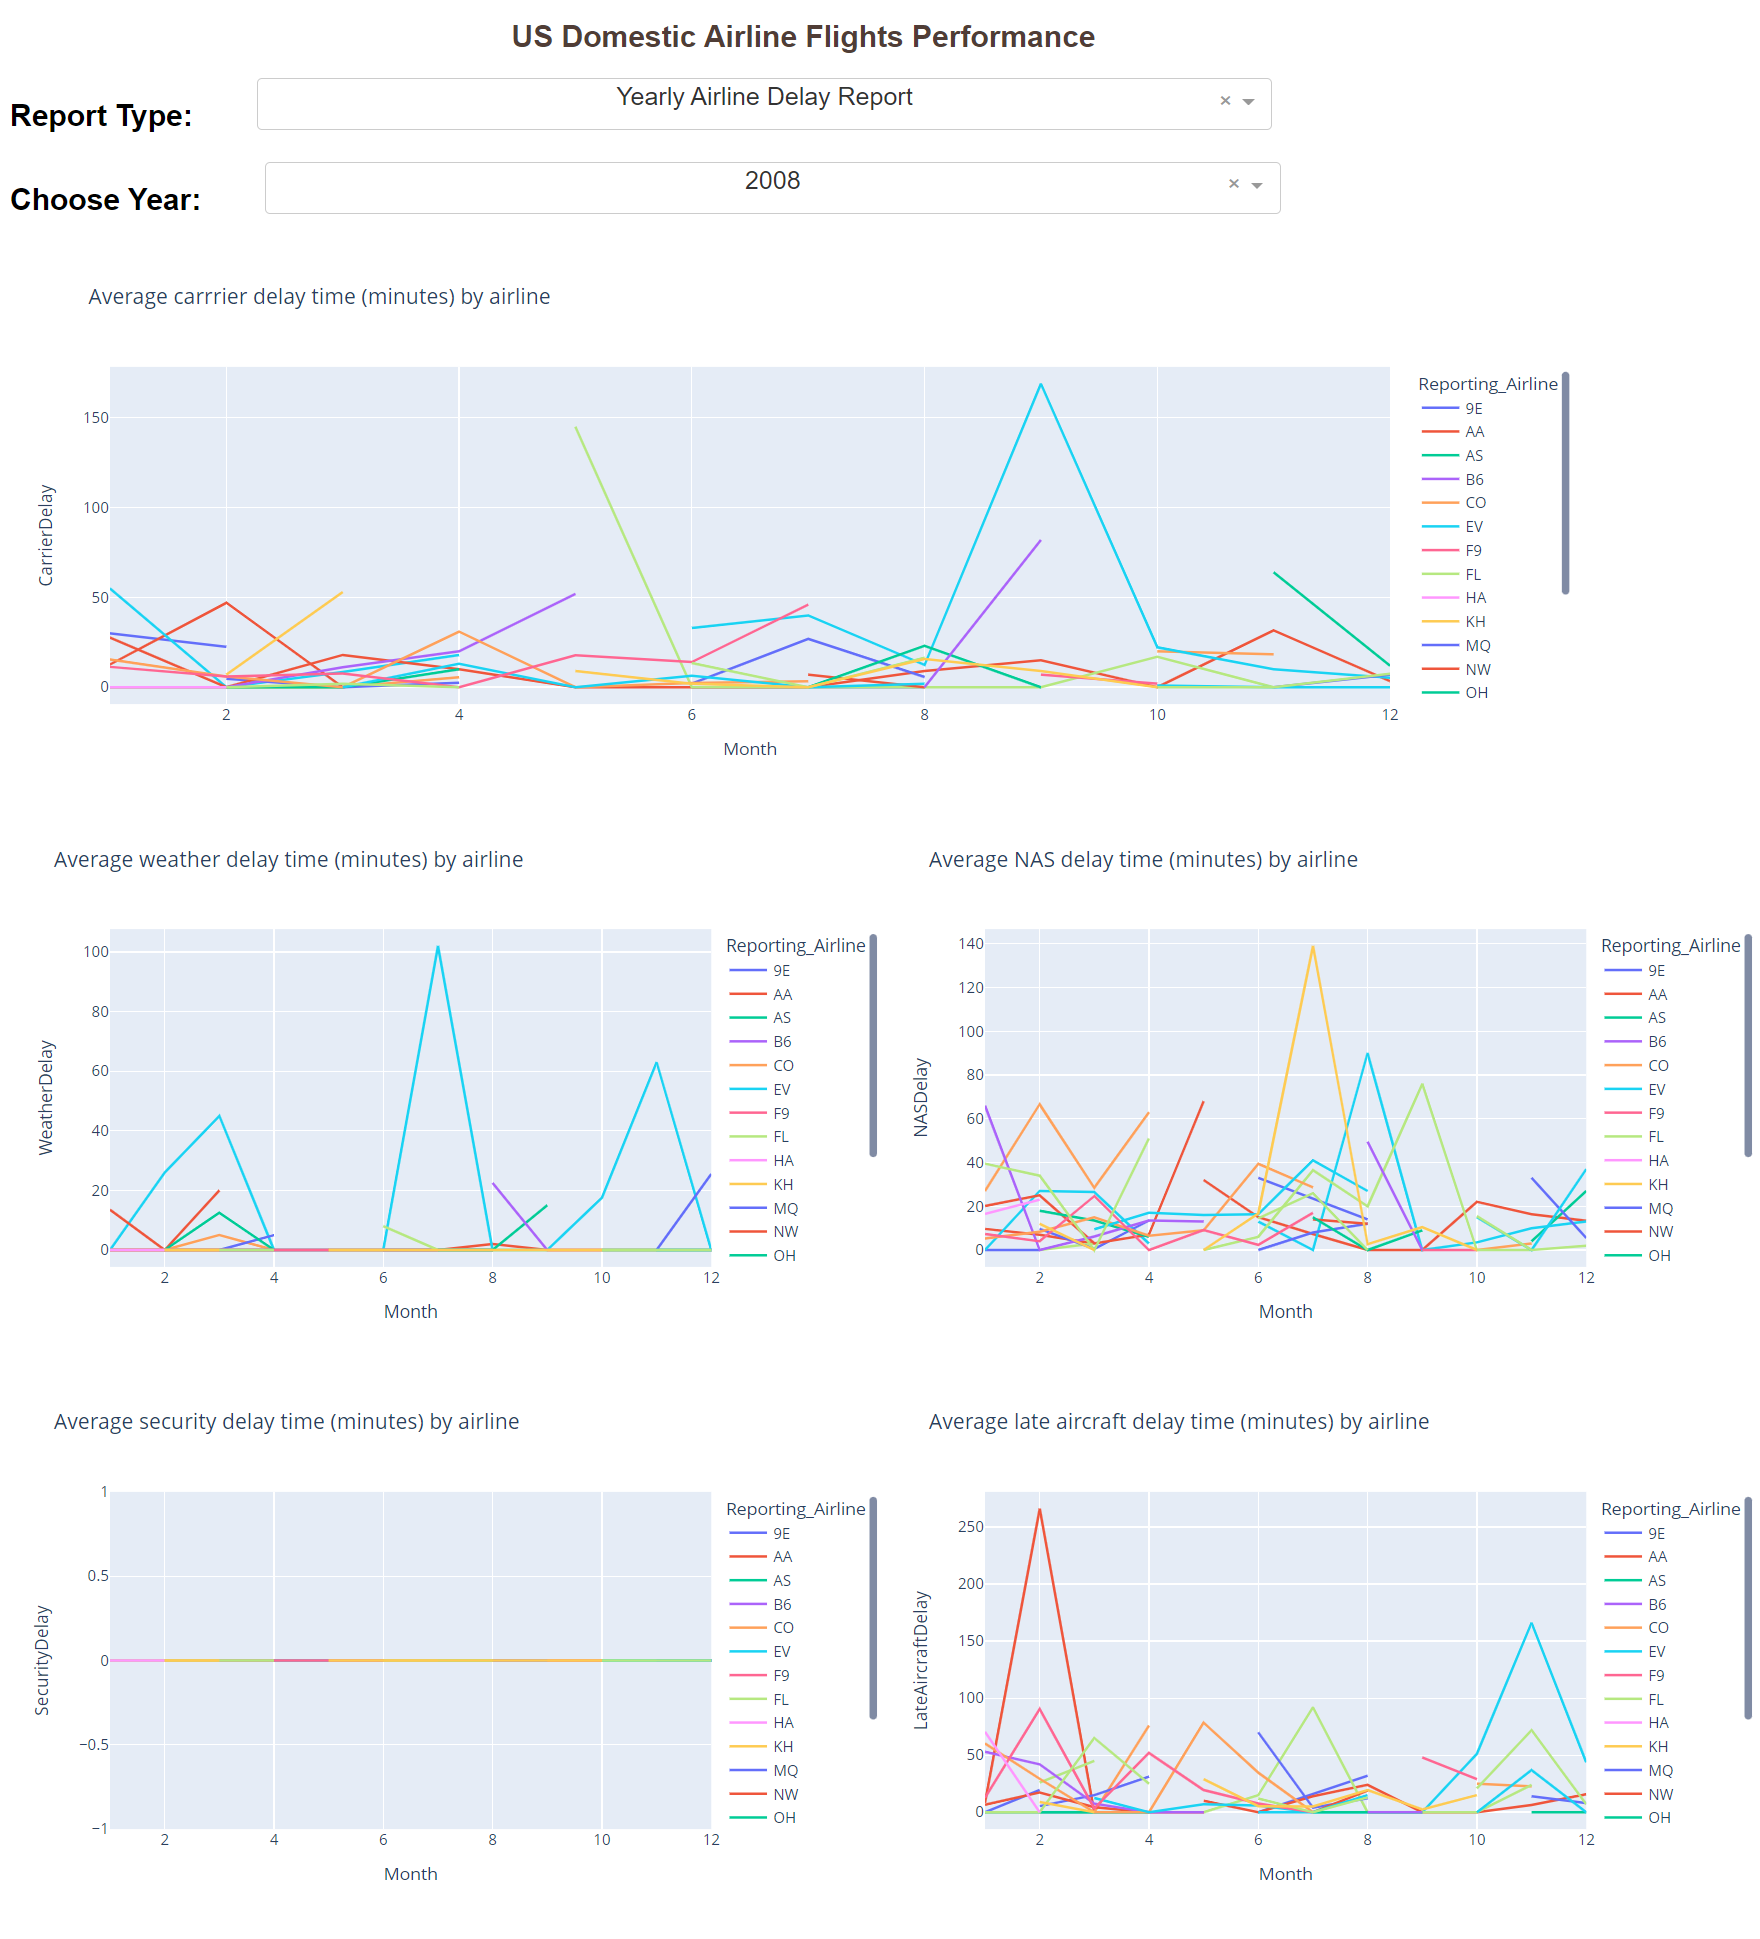 US Domestic Airline Flights Performance
Report Type:
Yearly Airline Delay Report
×
Choose Year:
2008
×
Average carrrier delay time (minutes) by airline
150
100
50
0
CarrierDelay
2
4
6
8
10
12
Month
Reporting_Airline
9E
AA
AS
B6
CO
EV
F9
FL
HA
KH
MQ
NW
OH
Average weather delay time (minutes) by airline
100
80
60
40
20
0
WeatherDelay
2
4
6
8
10
12
Month
Reporting_Airline
9E
AA
AS
B6
CO
EV
F9
FL
HA
KH
MQ
NW
OH
Average NAS delay time (minutes) by airline
140
120
100
80
60
40
20
0
NASDelay
2
4
6
8
10
12
Month
Reporting_Airline
9E
AA
AS
B6
CO
EV
F9
FL
HA
KH
MQ
NW
OH
Average security delay time (minutes) by airline
1
0.5
0
−0.5
−1
SecurityDelay
2
4
6
8
10
12
Month
Reporting_Airline
9E
AA
AS
B6
CO
EV
F9
FL
HA
KH
MQ
NW
OH
Average late aircraft delay time (minutes) by airline
250
200
150
100
50
0
LateAircraftDelay
2
4
6
8
10
12
Month
Reporting_Airline
9E
AA
AS
B6
CO
EV
F9
FL
HA
KH
MQ
NW
OH